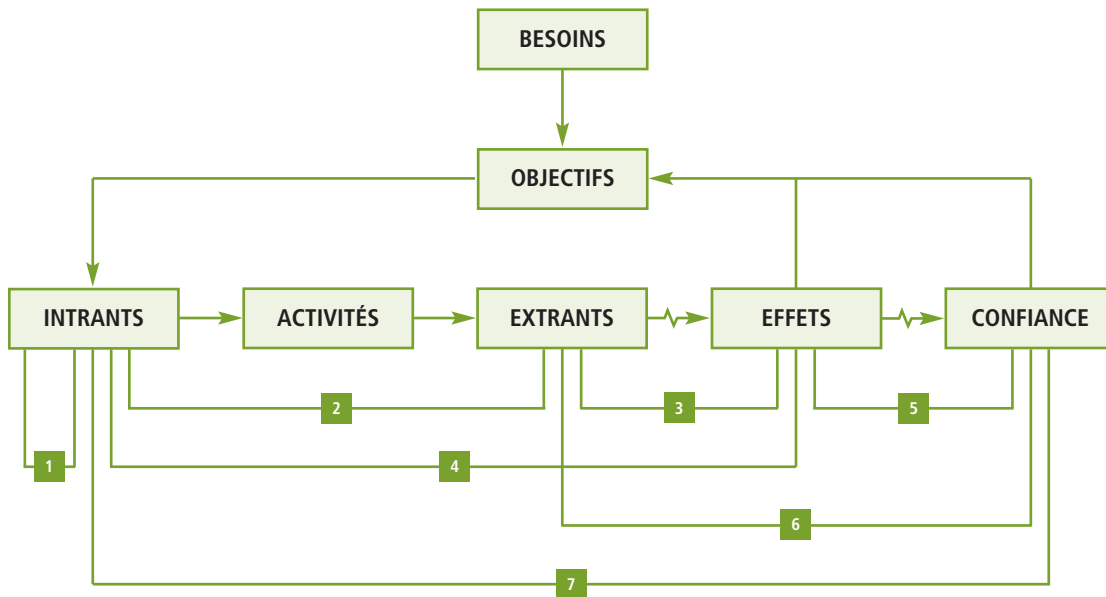 BESOINS
OBJECTIFS
INTRANTS
ACTIVITÉS
EXTRANTS
EFFETS
CONFIANCE
2
3
5
1
4
6
7